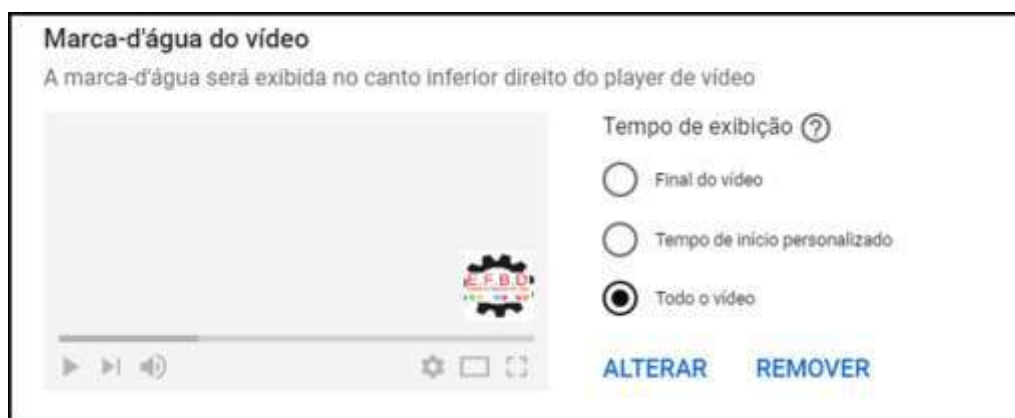 Marca-d'água do vídeo
A marca-d'água será exibida no canto inferior direito do player de vídeo
Tempo de exibição ?
Final do vídeo
Tempo de início personalizado
Todo o vídeo
E.F.B.D
ALTERAR REMOVER